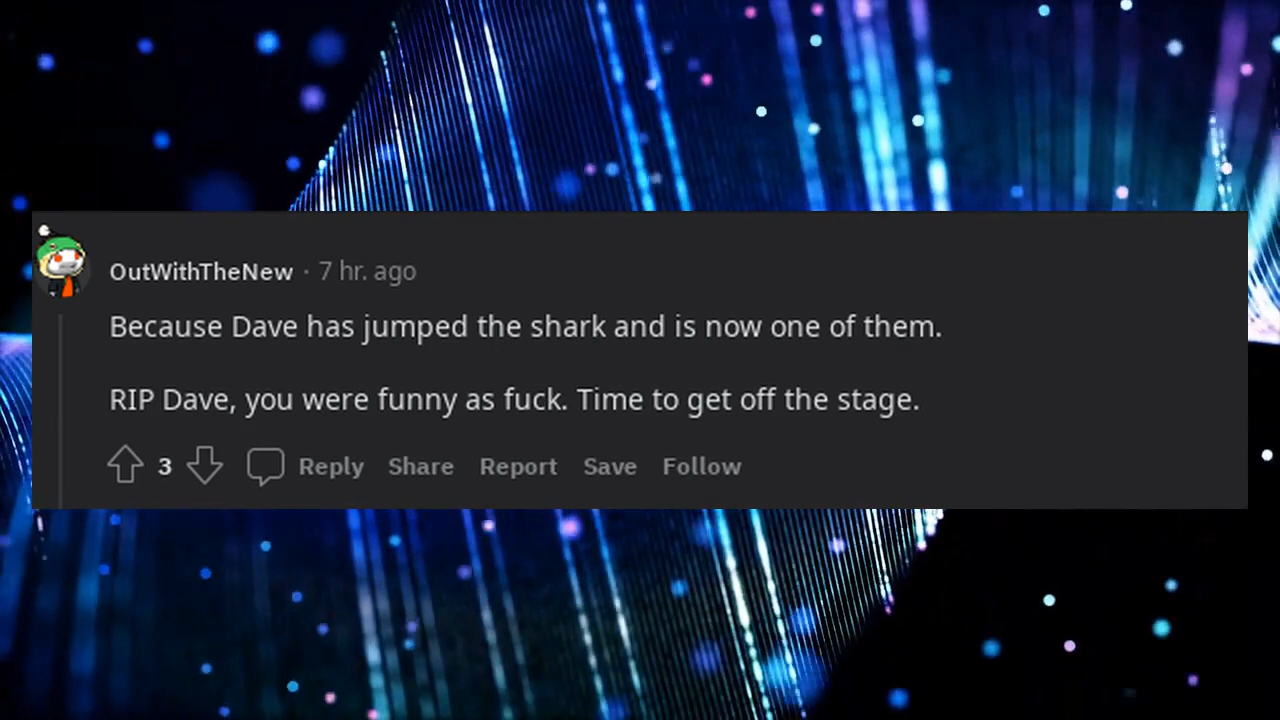 OutWithTheNew · 7 hr. ago
Because Dave has jumped the shark and is now one of them.
RIP Dave, you were funny as fuck. Time to get off the stage.
3 Reply Share Report Save Follow